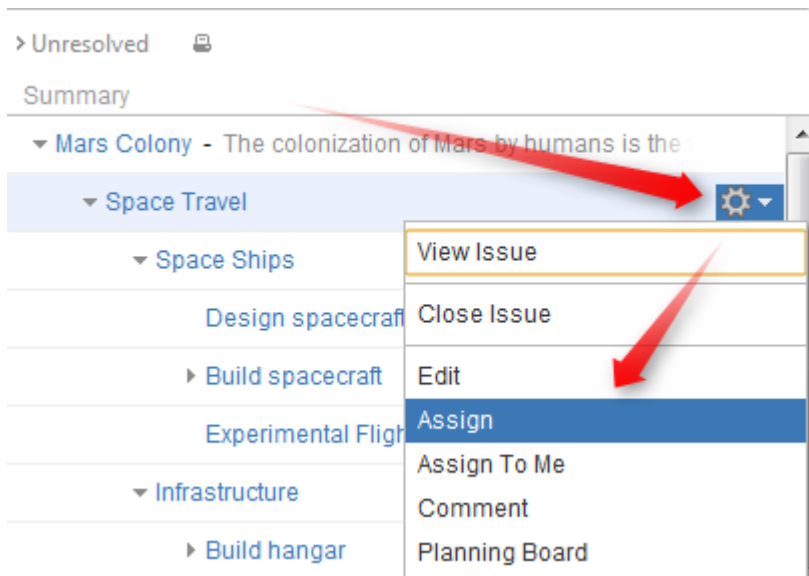 Unresolved
Summary
Mars Colony - The colonization of Mars by humans is the
Space Travel
View Issue
Space Ships
Close Issue
Design spacecraft
Edit
Build spacecraft
Assign
Experimental Fligh
Assign To Me
Infrastructure
Comment
Build hangar
Planning Board